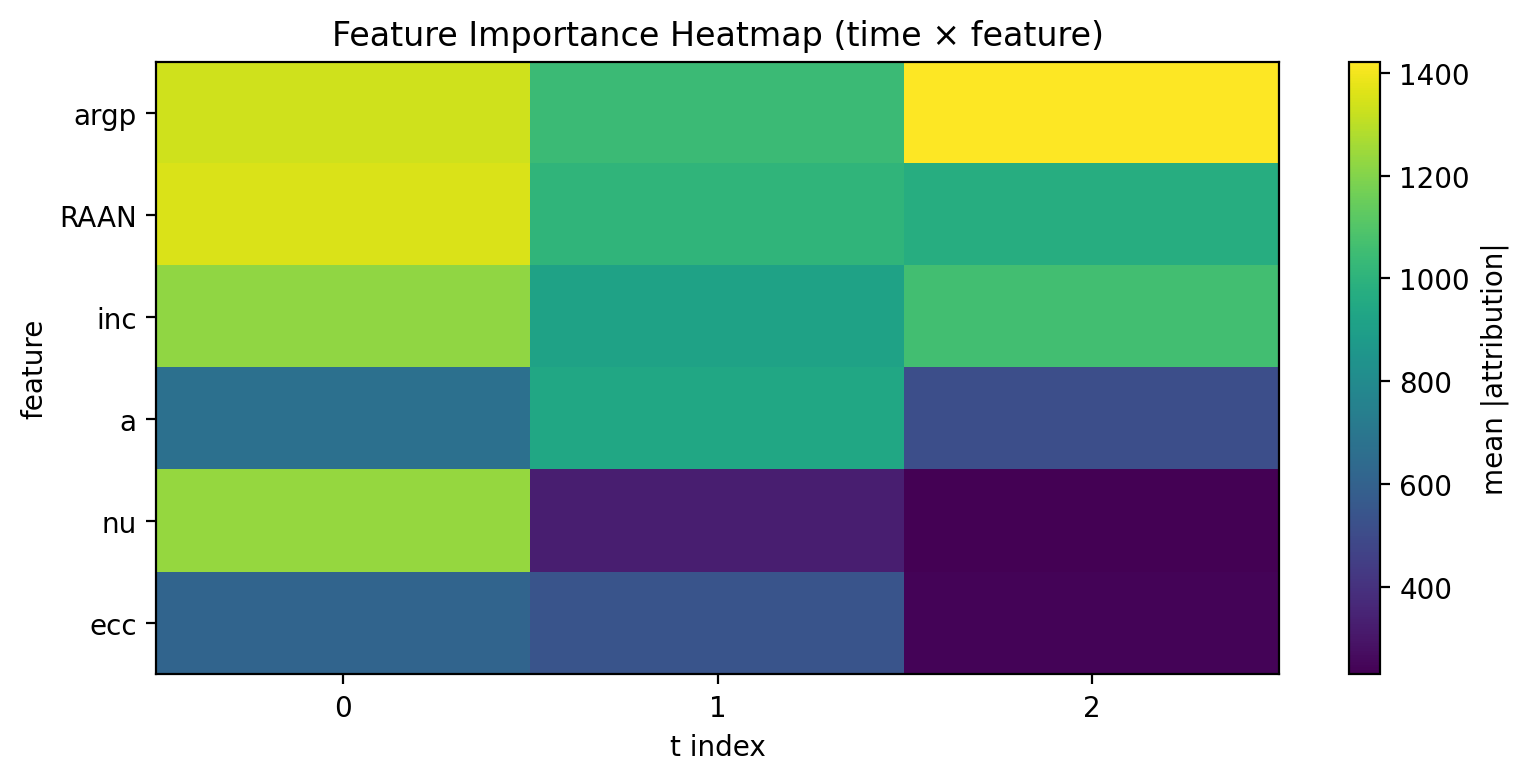 Feature Importance Heatmap (time × feature)
feature
argp
RAAN
inc
a
nu
ecc
0 1 2
t index
1400
1200
1000
800
600
400
mean |attribution|